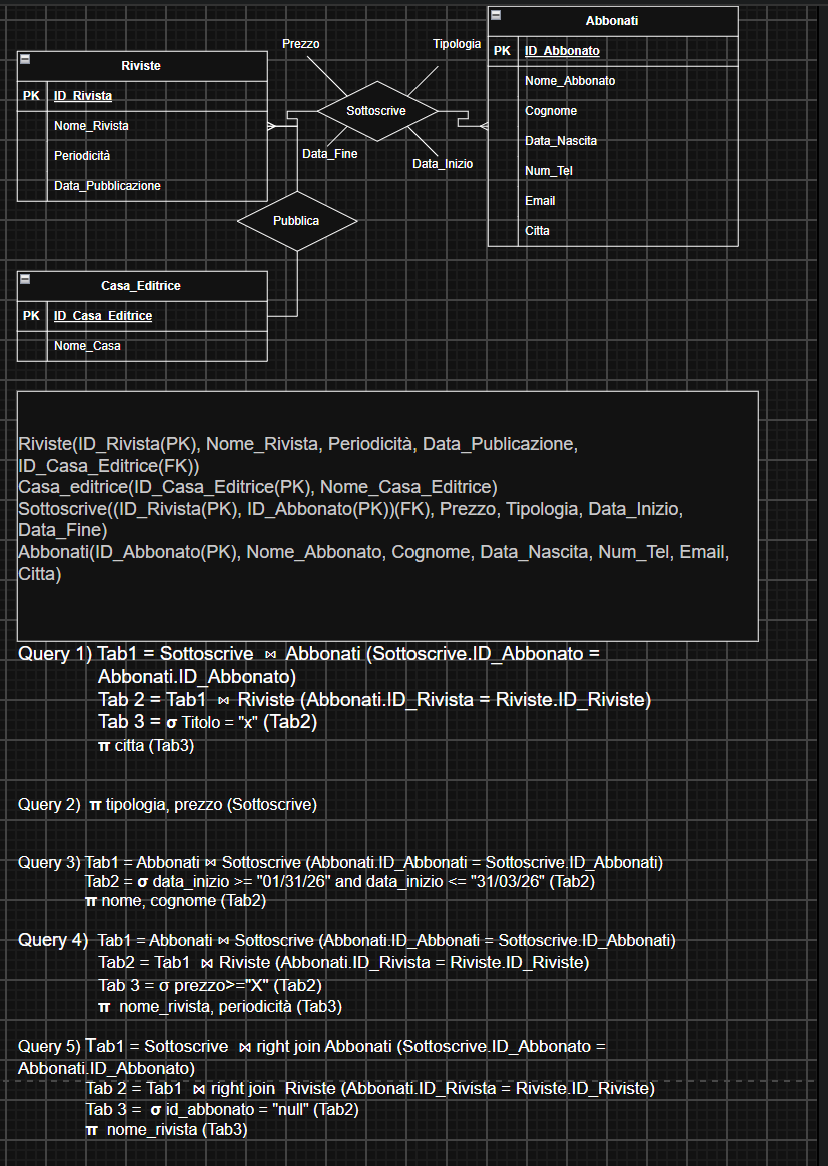 Riviste
PK ID_Rivista
Nome_Rivista
Periodicità
Data_Pubblicazione
Prezzo
Tipologia
Sottoscrive
Data_Fine
Data_Inizio
Abbonati
PK ID_Abbonato
Nome_Abbonato
Cognome
Data_Nascita
Num_Tel
Email
Citta
Pubblica
Casa_Editrice
PK ID_Casa_Editrice
Nome_Casa
Riviste(ID_Rivista(PK), Nome_Rivista, Periodicità, Data_Publicazione,
ID_Casa_Editrice(FK))
Casa_editrice(ID_Casa_Editrice(PK), Nome_Casa_Editrice)
Sottoscrive((ID_Rivista(PK), ID_Abbonato(PK))(FK), Prezzo, Tipologia, Data_Inizio,
Data_Fine)
Abbonati(ID_Abbonato(PK), Nome_Abbonato, Cognome, Data_Nascita, Num_Tel, Email,
Citta)
Query 1) Tab1 = Sottoscrive ⋈ Abbonati (Sottoscrive.ID_Abbonato =
Abbonati.ID_Abbonato)
Tab 2 = Tab1 ⋈ Riviste (Abbonati.ID_Rivista = Riviste.ID_Riviste)
Tab 3 = σ Titolo = "x" (Tab2)
π citta (Tab3)
Query 2) π tipologia, prezzo (Sottoscrive)
Query 3) Tab1 = Abbonati ⋈ Sottoscrive (Abbonati.ID_Abbonati = Sottoscrive.ID_Abbonati)
Tab2 = σ data_inizio >= "01/31/26" and data_inizio <= "31/03/26" (Tab2)
π nome, cognome (Tab2)
Query 4) Tab1 = Abbonati ⋈ Sottoscrive (Abbonati.ID_Abbonati = Sottoscrive.ID_Abbonati)
Tab2 = Tab1 ⋈ Riviste (Abbonati.ID_Rivista = Riviste.ID_Riviste)
Tab 3 = σ prezzo>="X" (Tab2)
π nome_rivista, periodicità (Tab3)
Query 5) Tab1 = Sottoscrive ⋈ right join Abbonati (Sottoscrive.ID_Abbonato =
Abbonati.ID_Abbonato)
Tab 2 = Tab1 ⋈ right join Riviste (Abbonati.ID_Rivista = Riviste.ID_Riviste)
Tab 3 = σ id_abbonato = "null" (Tab2)
π nome_rivista (Tab3)